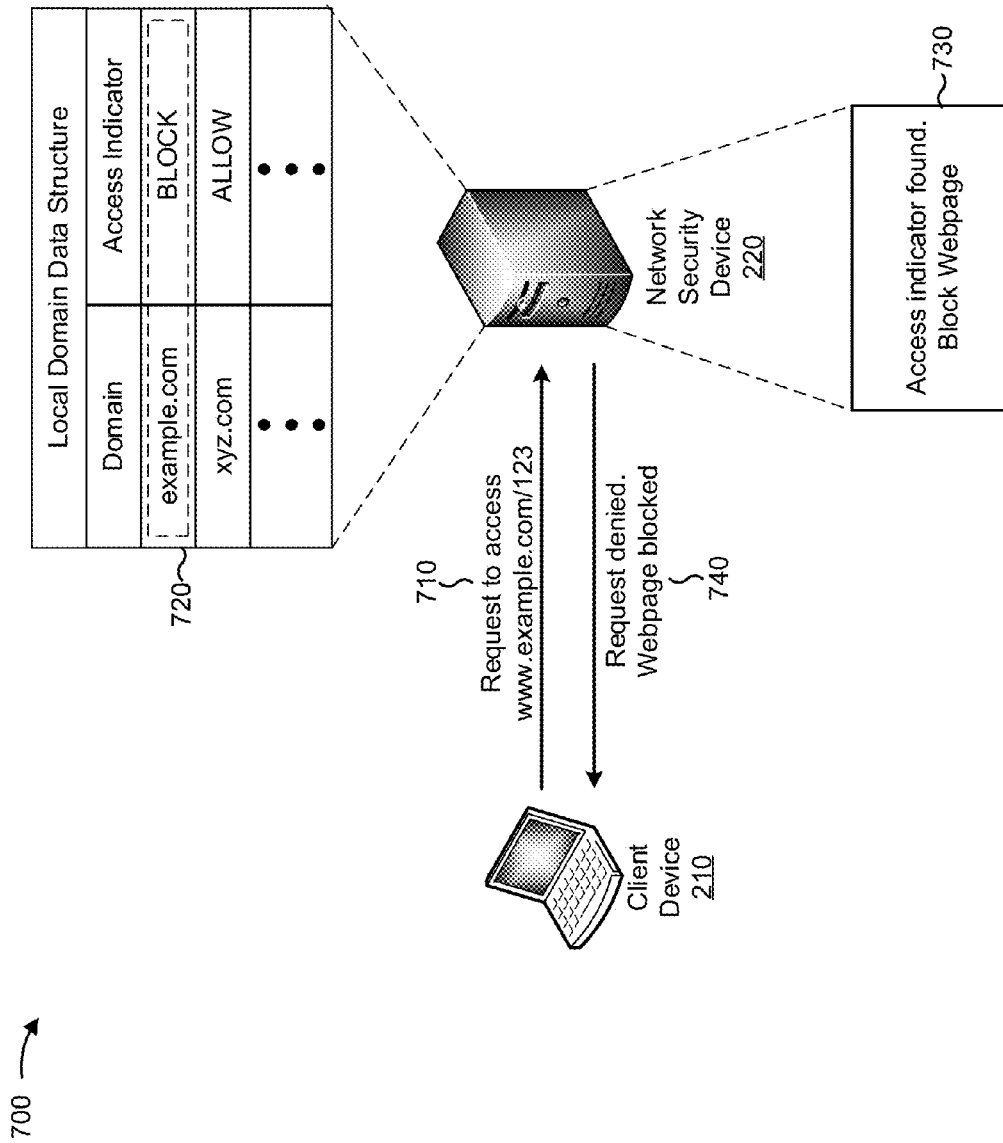 700
Local Domain Data Structure
Domain
Access Indicator
720
example.com
BLOCK
xyz.com
ALLOW
710
Request to access
www.example.com/123
Request denied.
Webpage blocked
740
Client
Device
210
Network
Security
Device
220
730
Access indicator found.
Block Webpage